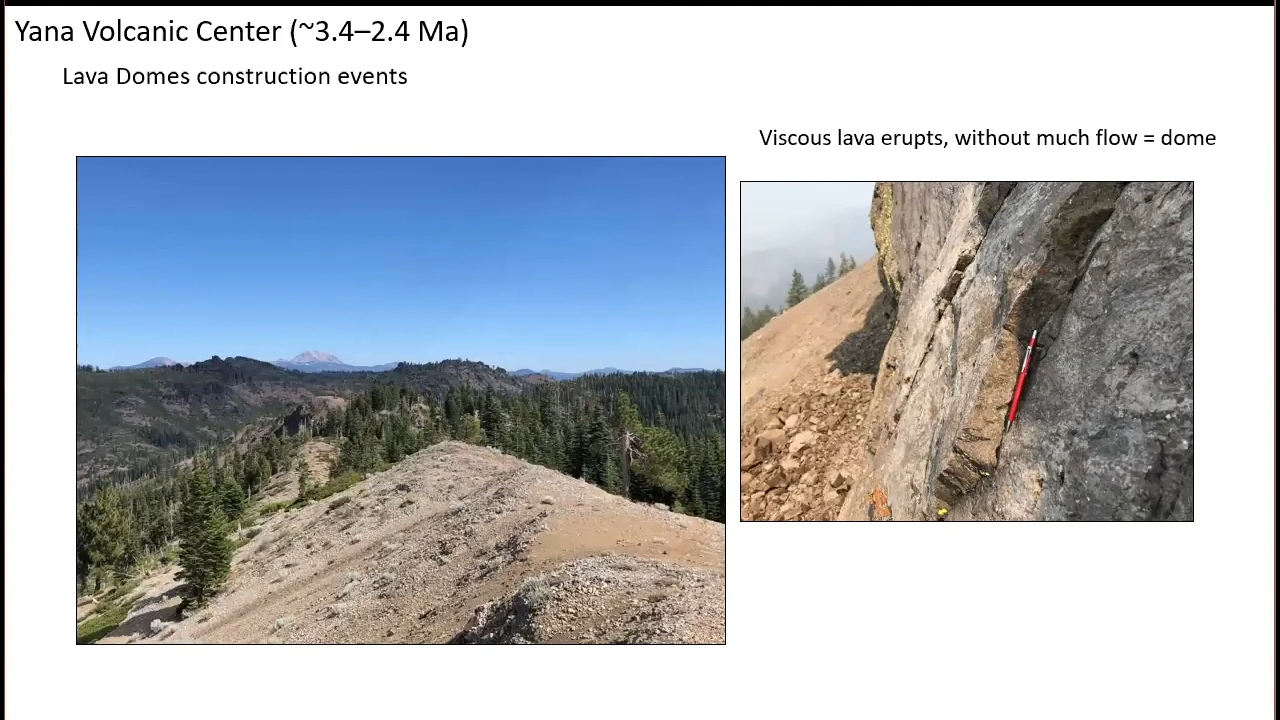 Yana Volcanic Center (~3.4–2.4 Ma)
Lava Domes construction events
Viscous lava erupts, without much flow = dome